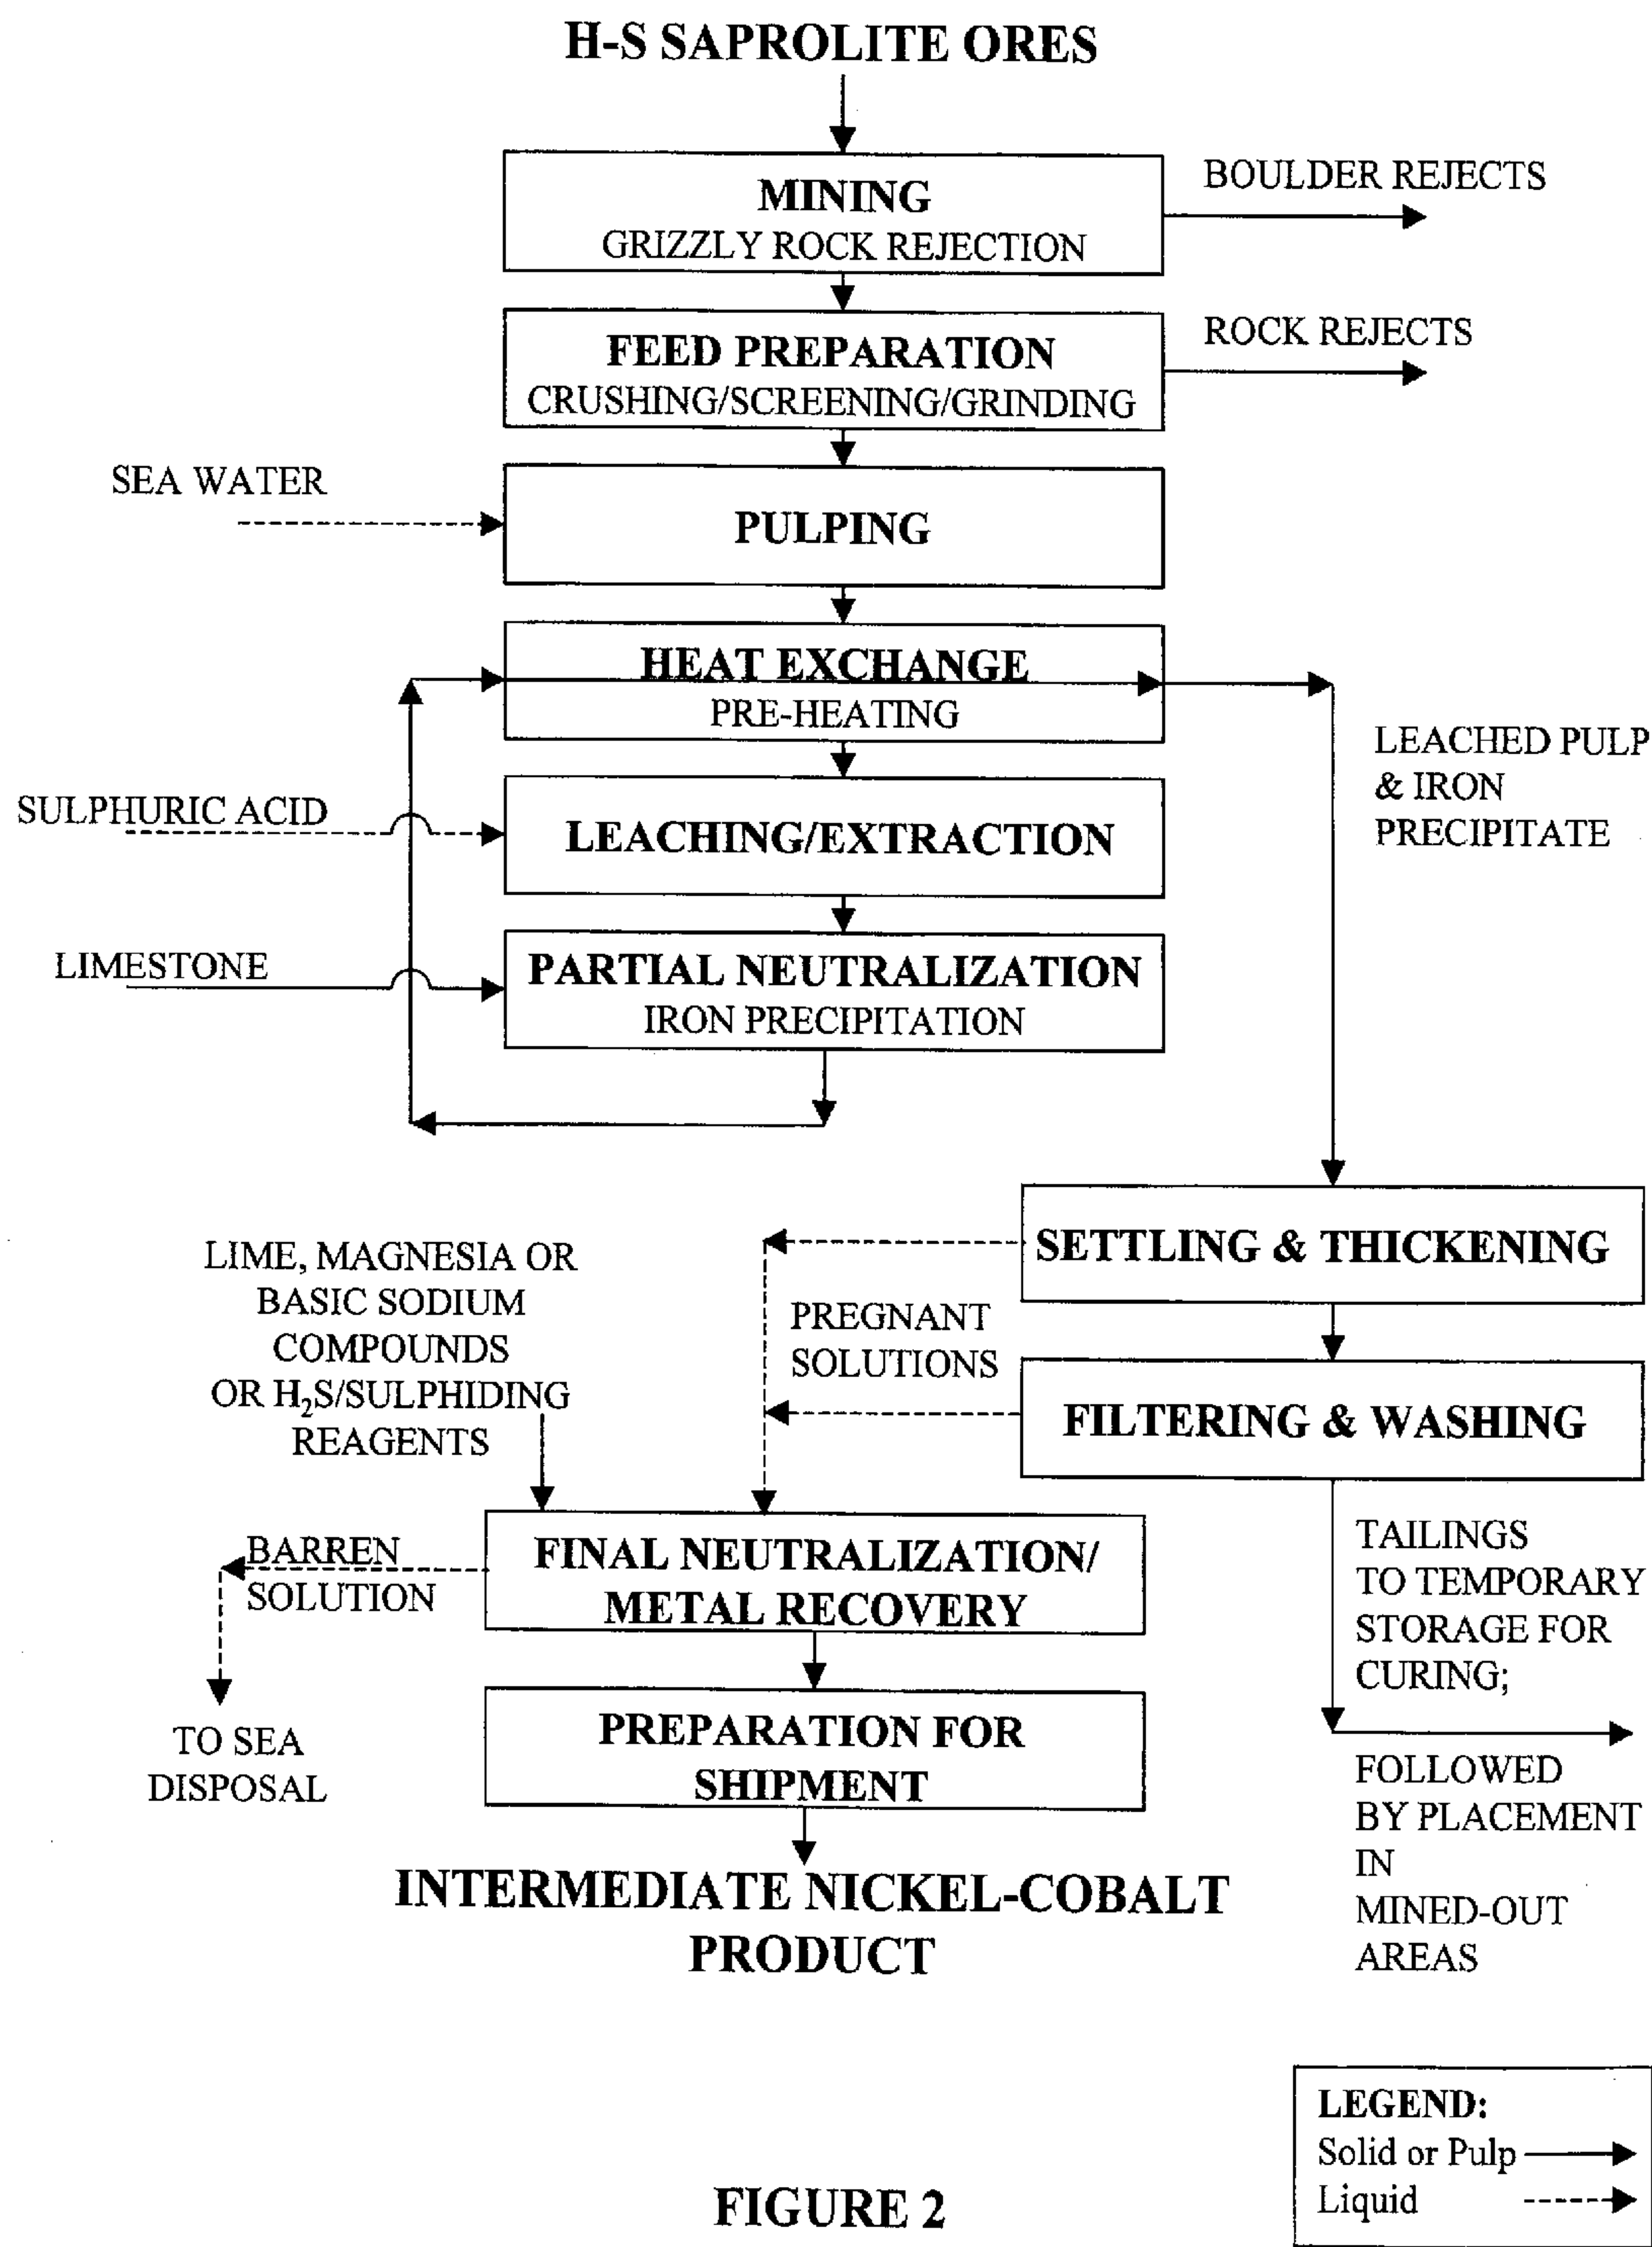 H-S SAPROLITE ORES
MINING
GRIZZLY ROCK REJECTION
BOULDER REJECTS
FEED PREPARATION
CRUSHING/SCREENING/GRINDING
ROCK REJECTS
SEA WATER
PULPING
HEAT EXCHANGE
PRE-HEATING
LEACHED PULP
& IRON
PRECIPITATE
SULPHURIC ACID
LEACHING/EXTRACTION
LIMESTONE
PARTIAL NEUTRALIZATION
IRON PRECIPITATION
SETTLING & THICKENING
LIME, MAGNESIA OR
BASIC SODIUM
COMPOUNDS
OR H₂S/SULPHIDING
REAGENTS
PREGNANT
SOLUTIONS
FILTERING & WASHING
BARREN
SOLUTION
FINAL NEUTRALIZATION/
METAL RECOVERY
TAILINGS
TO TEMPORARY
STORAGE FOR
CURING;
TO SEA
DISPOSAL
PREPARATION FOR
SHIPMENT
FOLLOWED
BY PLACEMENT
IN
MINED-OUT
AREAS
INTERMEDIATE NICKEL-COBALT
PRODUCT
LEGEND:
Solid or Pulp
Liquid
FIGURE 2